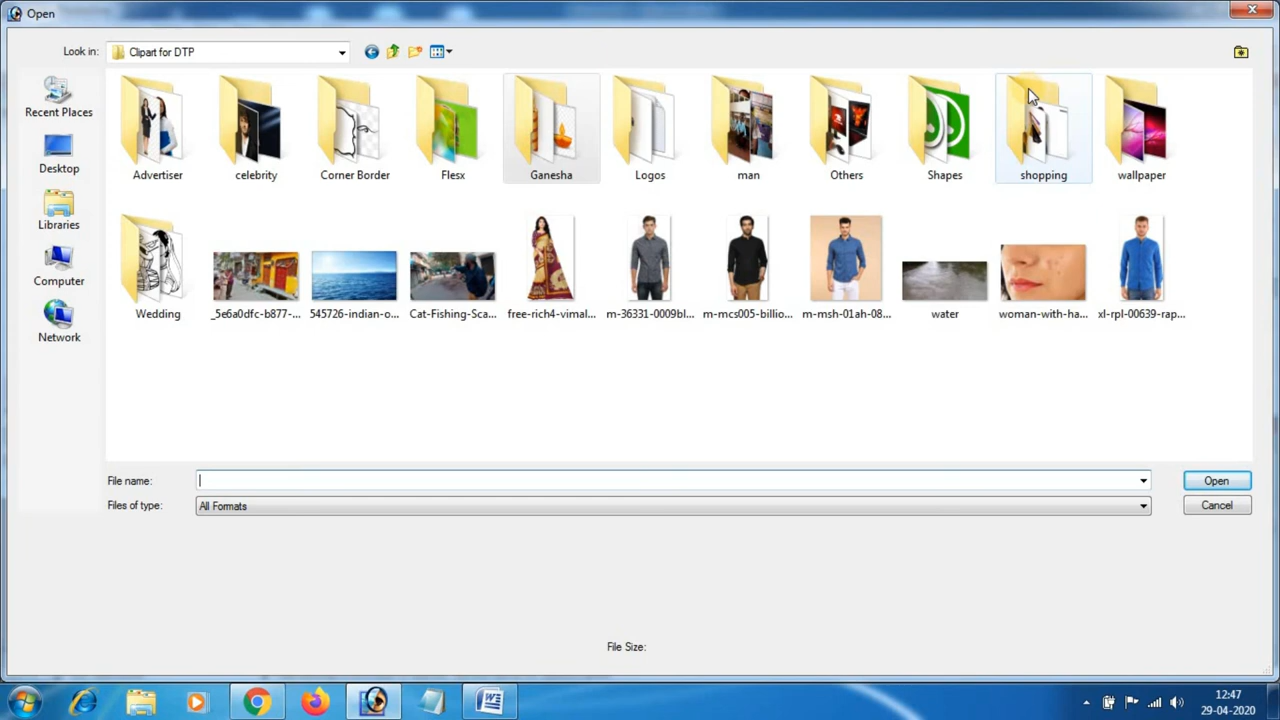 Open
Look in:
Clipart for DTP
Recent Places
Desktop
Libraries
Computer
Network
Advertiser
celebrity
Corner Border
Flesx
Ganesha
Logos
man
Others
Shapes
shopping
wallpaper
Wedding
_5e6a0dfc-b877-...
545726-indian-o...
Cat-Fishing-Sca...
free-rich4-vimal...
m-36331-0009bl...
m-mcs005-billio...
m-msh-01ah-08...
water
woman-with-ha...
xl-rpl-00639-rap...
File name:
Open
Files of type:
All Formats
Cancel
File Size:
12:47
29-04-2020